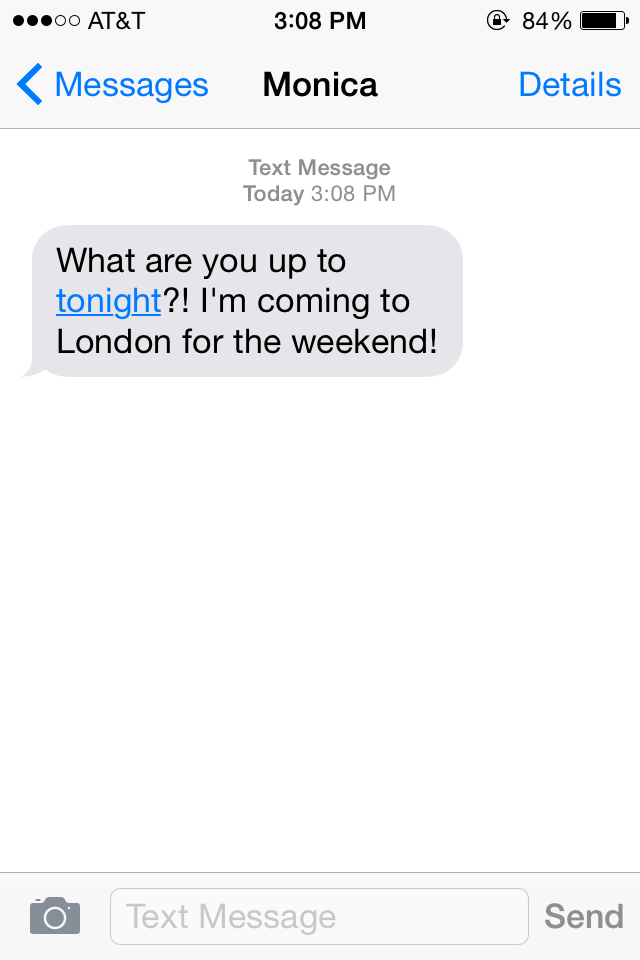 AT&T 3:08 PM 84%
Messages Monica Details
Text Message
Today 3:08 PM
What are you up to
tonight?! I'm coming to
London for the weekend!
Text Message Send